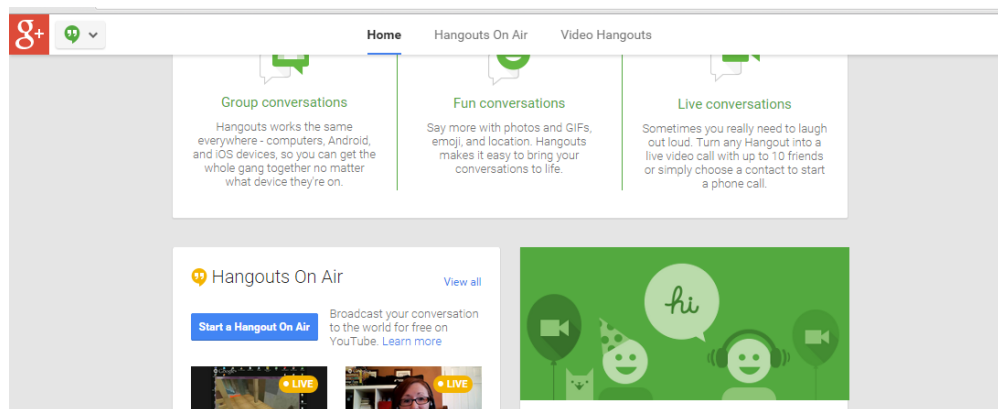 g+
Home Hangouts On Air Video Hangouts
Group conversations
Hangouts works the same
everywhere - computers, Android,
and iOS devices, so you can get the
whole gang together no matter
what device they're on.
Fun conversations
Say more with photos and GIFs,
emoji, and location. Hangouts
makes it easy to bring your
conversations to life.
Live conversations
Sometimes you really need to laugh
out loud. Turn any Hangout into a
live video call with up to 10 friends
or simply choose a contact to start
a phone call.
Hangouts On Air
View all
Start a Hangout On Air
Broadcast your conversation
to the world for free on
YouTube. Learn more
LIVE
LIVE
hi